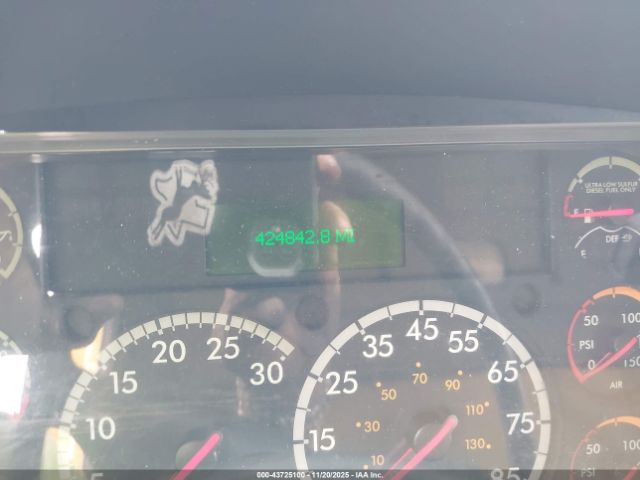 ULTRA LOW SULFUR
DIESEL FUEL ONLY
E
424842.8 MI
DEF
E
20 25 30
15
10
5
45
35 55
25 65
15 75
85
70
50 90
30 110
10 130
50 100
PSI
0 150
AIR
50 100
PSI
000-43725100 - 11/20/2025 - IAA Inc.